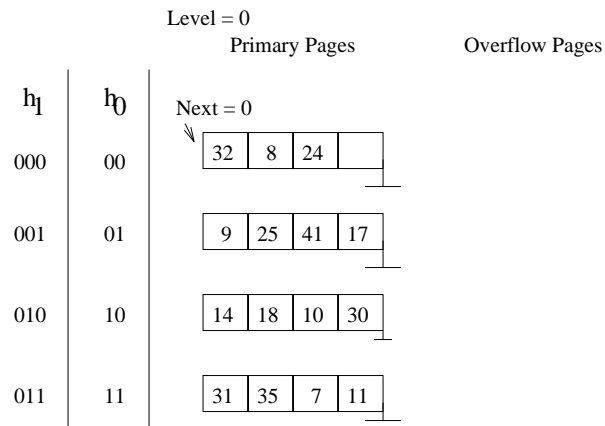 Level = 0
Primary Pages Overflow Pages
h1 h0 Next = 0
000 00 32 8 24
001 01 9 25 41 17
010 10 14 18 10 30
011 11 31 35 7 11